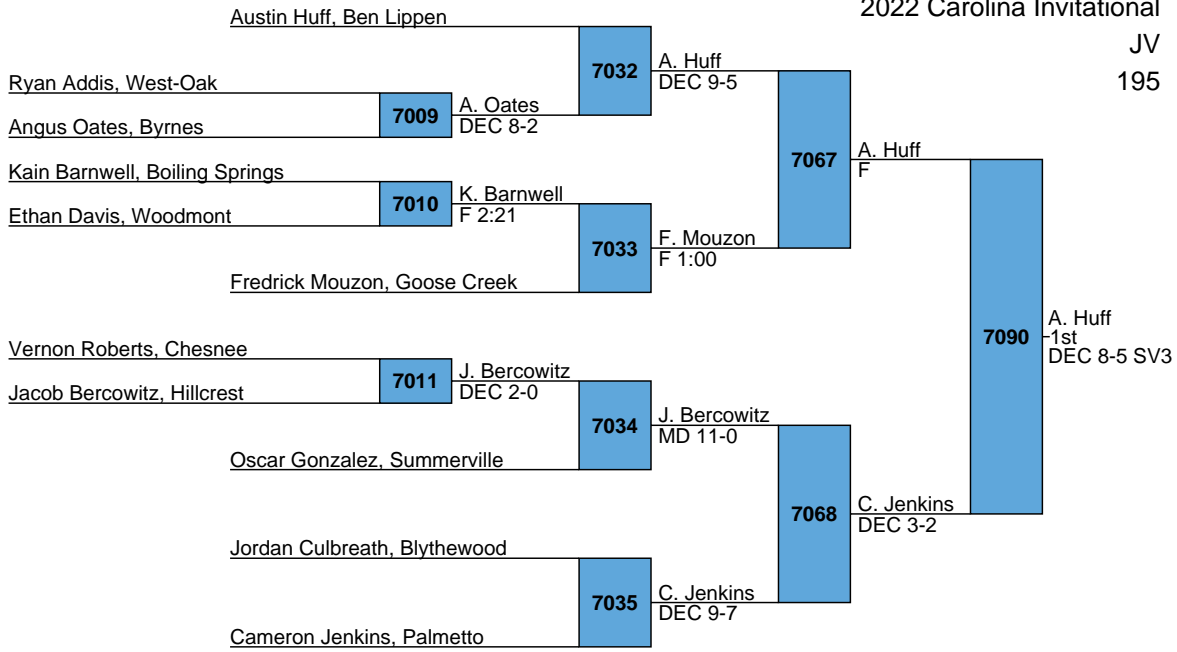 2022 Carolina Invitational
JV
195
Austin Huff, Ben Lippen
7032
A. Huff
DEC 9-5
Ryan Addis, West-Oak
7009
A. Oates
DEC 8-2
Angus Oates, Byrnes
7067
A. Huff
F
Kain Barnwell, Boiling Springs
7010
K. Barnwell
F 2:21
Ethan Davis, Woodmont
7033
F. Mouzon
F 1:00
Fredrick Mouzon, Goose Creek
7090
A. Huff
1st
DEC 8-5 SV3
Vernon Roberts, Chesnee
7011
J. Bercowitz
DEC 2-0
Jacob Bercowitz, Hillcrest
7034
J. Bercowitz
MD 11-0
Oscar Gonzalez, Summerville
7068
C. Jenkins
DEC 3-2
Jordan Culbreath, Blythewood
7035
C. Jenkins
DEC 9-7
Cameron Jenkins, Palmetto